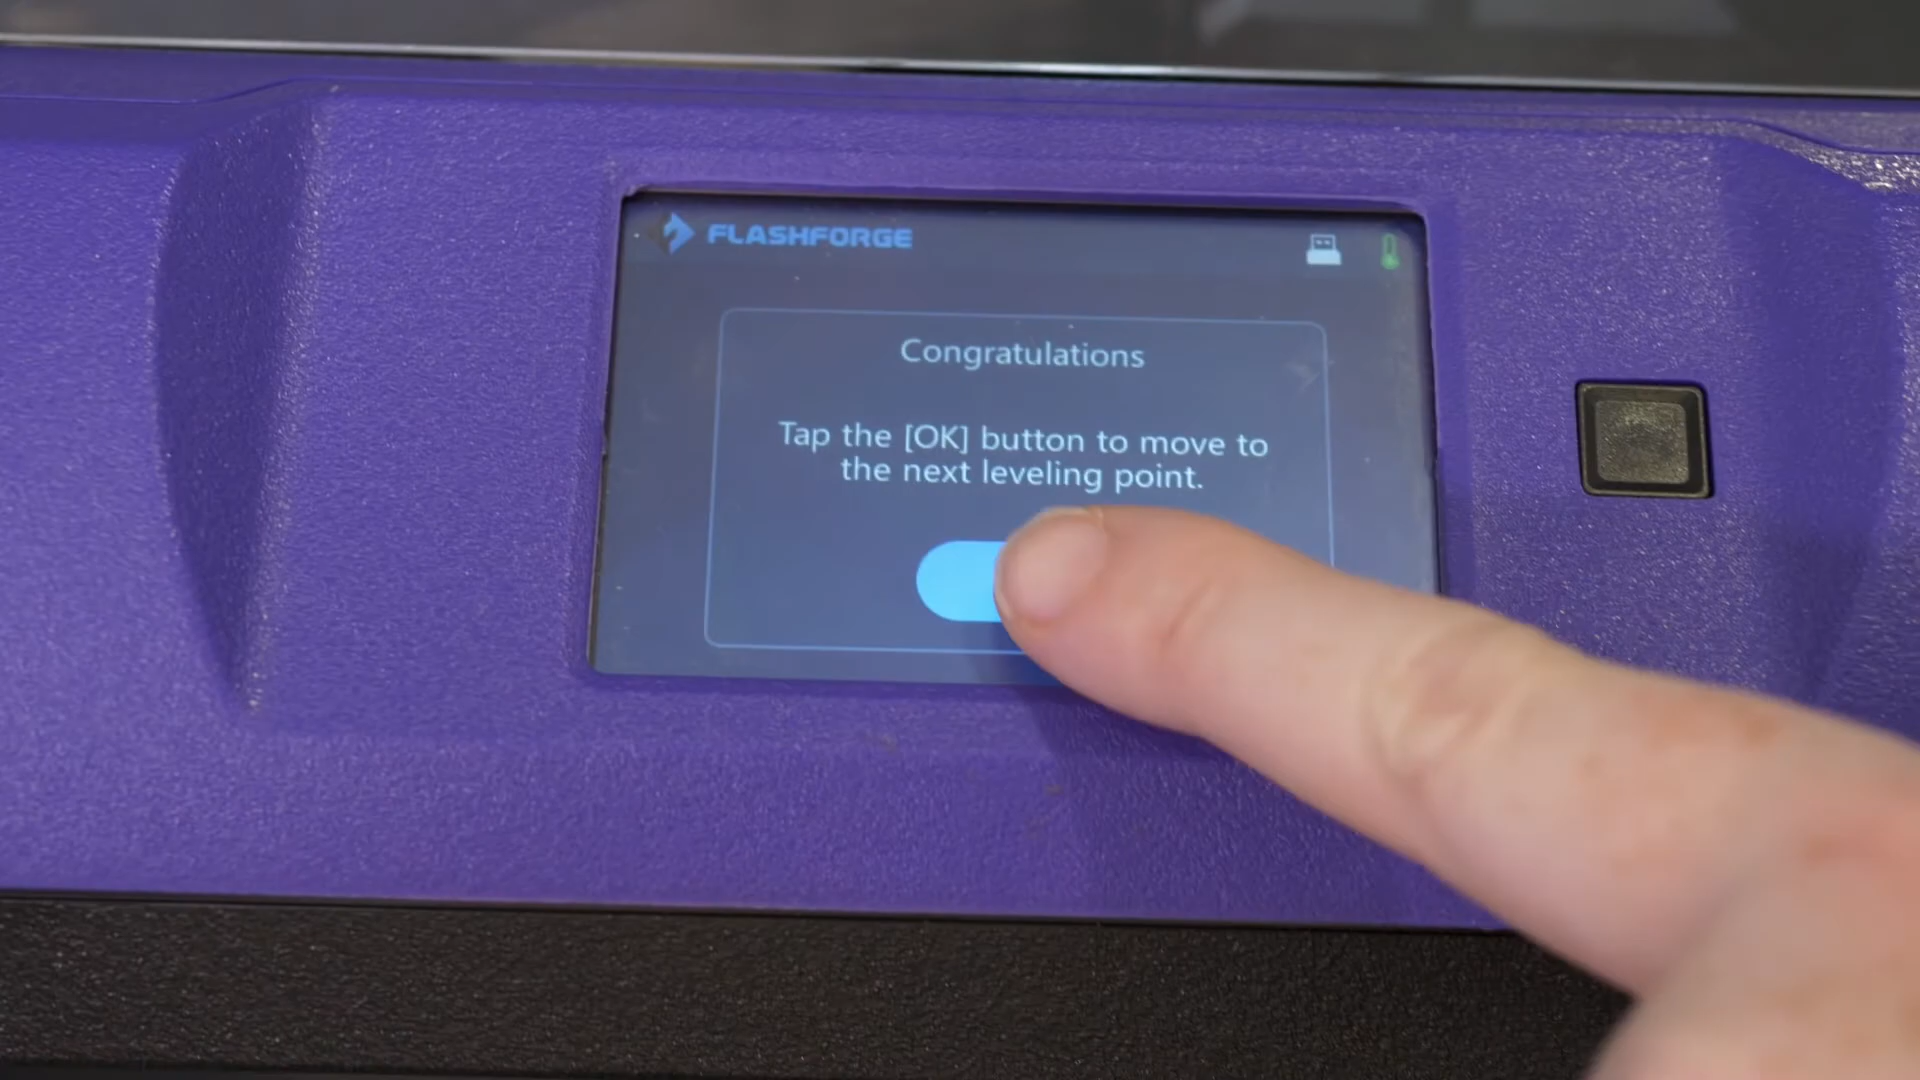 FLASHFORGE
Congratulations
Tap the [OK] button to move to
the next leveling point.